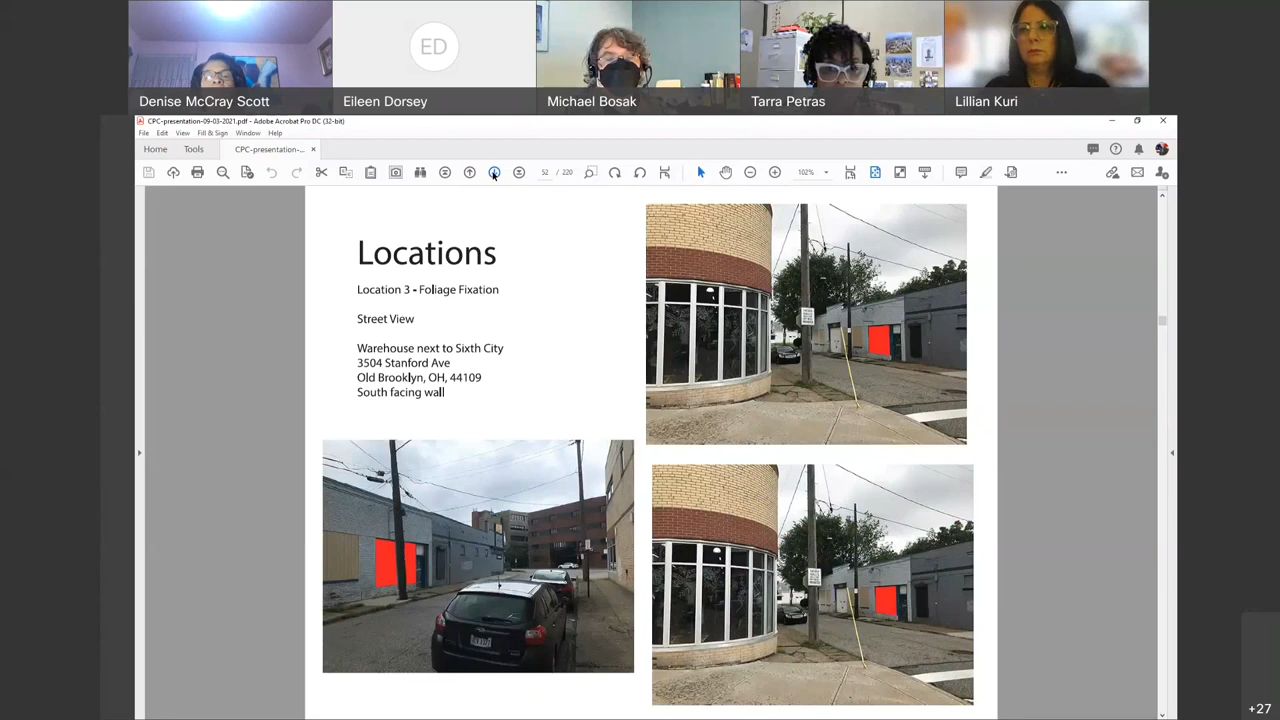 ED
Denise McCray Scott
Eileen Dorsey
Michael Bosak
Tarra Petras
Lillian Kuri
CPC-presentation-09-03-2021.pdf - Adobe Acrobat Pro DC (32-bit)
File Edit View Fill & Sign Window Help
Home Tools CPC-presentation-...
52 / 220
102%
Locations
Location 3 - Foliage Fixation
Street View
Warehouse next to Sixth City
3504 Stanford Ave
Old Brooklyn, OH, 44109
South facing wall
+27